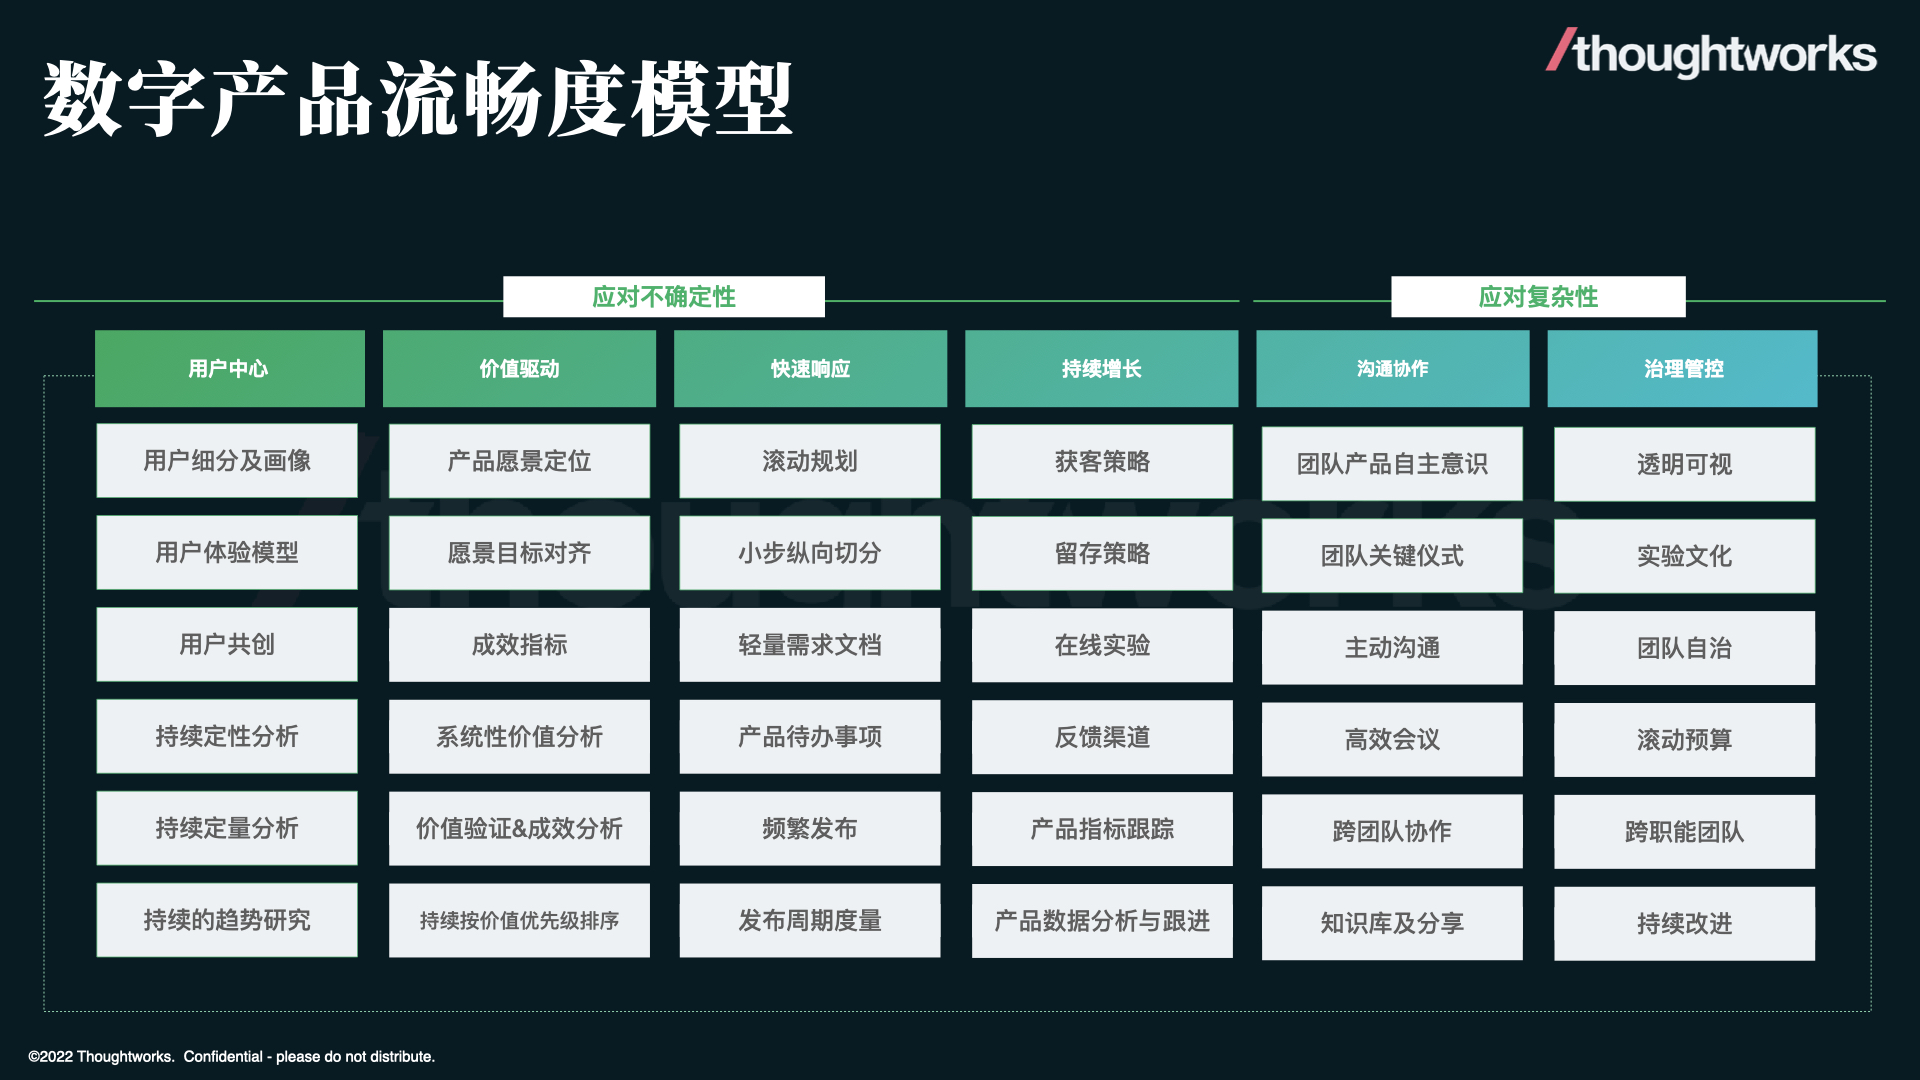 数字产品流畅度模型
/thoughtworks
应对不确定性
应对复杂性
用户中心
价值驱动
快速响应
持续增长
沟通协作
治理管控
用户细分及画像
产品愿景定位
滚动规划
获客策略
团队产品自主意识
透明可视
用户体验模型
愿景目标对齐
小步纵向切分
留存策略
团队关键仪式
实验文化
用户共创
成效指标
轻量需求文档
在线实验
主动沟通
团队自治
持续定性分析
系统性价值分析
产品待办事项
反馈渠道
高效会议
滚动预算
持续定量分析
价值验证&成效分析
频繁发布
产品指标跟踪
跨团队协作
跨职能团队
持续的趋势研究
持续按价值优先级排序
发布周期度量
产品数据分析与跟进
知识库及分享
持续改进
/thoughtworks
©2022 Thoughtworks. Confidential - please do not distribute.